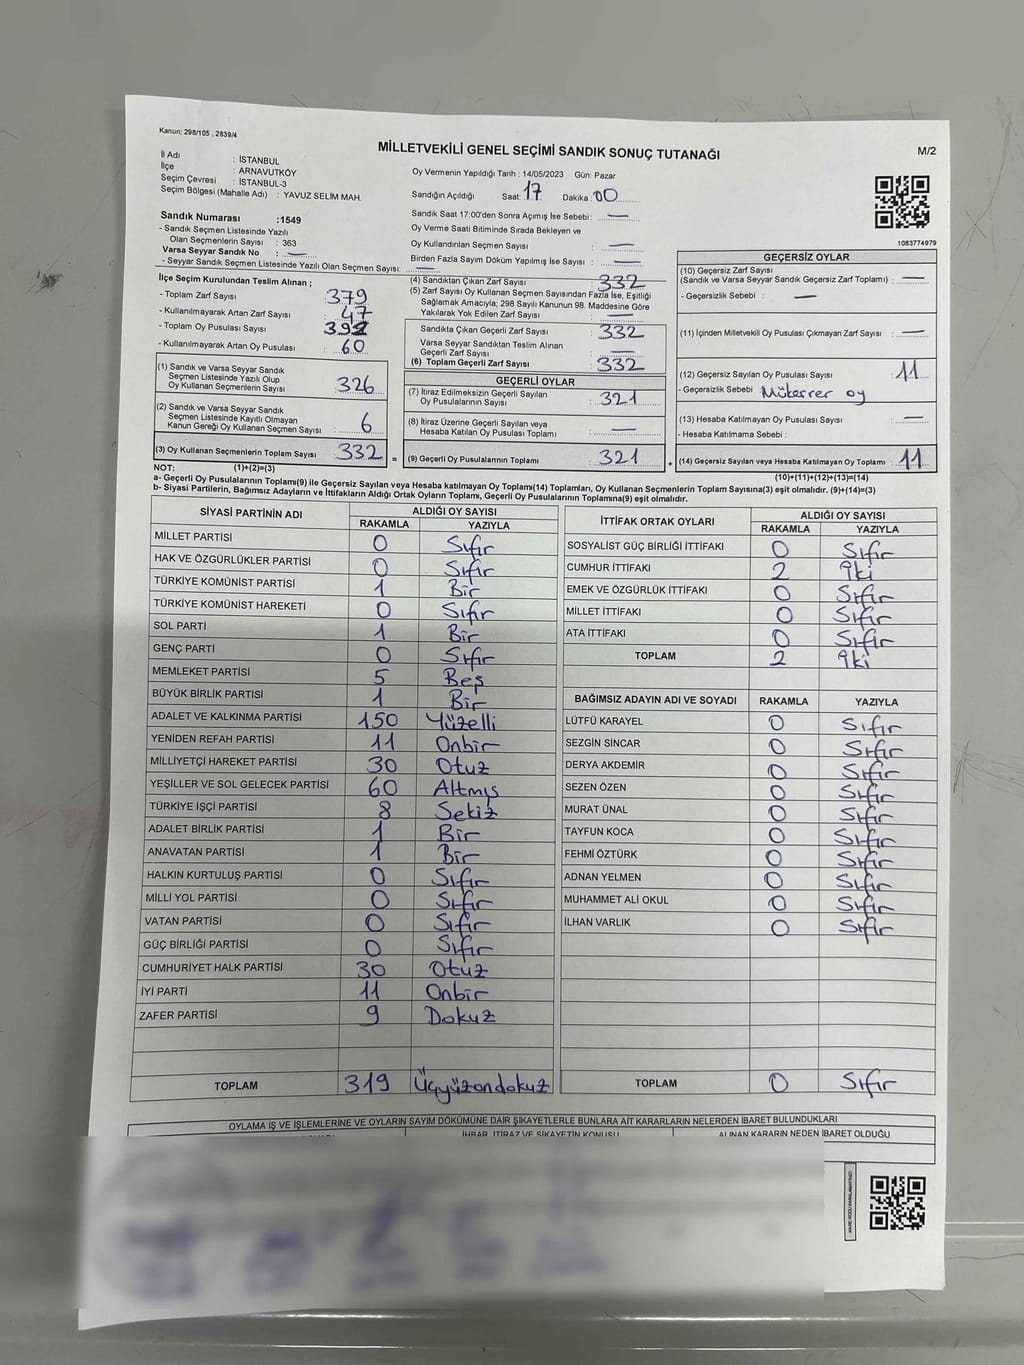 Kanun; 298/105 , 2839/4
MİLLETVEKİLİ GENEL SEÇİMİ SANDIK SONUÇ TUTANAĞI
M/2
İl Adı : İSTANBUL
İlçe : ARNAVUTKÖY
Seçim Çevresi : İSTANBUL-3
Seçim Bölgesi (Mahalle Adı) : YAVUZ SELİM MAH.
Oy Vermenin Yapıldığı Tarih : 14/05/2023 Gün: Pazar
Sandığın Açıldığı Saat: 17 Dakika: 00
Sandık Saat 17:00'den Sonra Açımış İse Sebebi: —
Oy Verme Saati Bitiminde Sırada Bekleyen ve
Oy Kullandırılan Seçmen Sayısı : —
Birden Fazla Sayım Döküm Yapılmış İse Sayısı : —
1083774979
Sandık Numarası :1549
- Sandık Seçmen Listesinde Yazılı
Olan Seçmenlerin Sayısı : 363
Varsa Seyyar Sandık No : —
- Seyyar Sandık Seçmen Listesinde Yazılı Olan Seçmen Sayısı: —
İlçe Seçim Kurulundan Teslim Alınan ;
- Toplam Zarf Sayısı : 379
- Kullanılmayarak Artan Zarf Sayısı : 47
- Toplam Oy Pusulası Sayısı : 392
- Kullanılmayarak Artan Oy Pusulası : 60
(1) Sandık ve Varsa Seyyar Sandık
Seçmen Listesinde Yazılı Olup
Oy Kullanan Seçmenlerin Sayısı : 326
(2) Sandık ve Varsa Seyyar Sandık
Seçmen Listesinde Kayıtlı Olmayan
Kanun Gereği Oy Kullanan Seçmen Sayısı : 6
(3) Oy Kullanan Seçmenlerin Toplam Sayısı : 332 =
(4) Sandıktan Çıkan Zarf Sayısı : 332
(5) Zarf Sayısı Oy Kullanan Seçmen Sayısından Fazla İse, Eşitliği
Sağlamak Amacıyla; 298 Sayılı Kanunun 98. Maddesine Göre
Yakılarak Yok Edilen Zarf Sayısı : —
Sandıkta Çıkan Geçerli Zarf Sayısı : 332
Varsa Seyyar Sandıktan Teslim Alınan
Geçerli Zarf Sayısı : —
(6) Toplam Geçerli Zarf Sayısı : 332
GEÇERLİ OYLAR
(7) İtiraz Edilmeksizin Geçerli Sayılan
Oy Pusulalarının Sayısı : 321
(8) İtiraz Üzerine Geçerli Sayılan veya
Hesaba Katılan Oy Pusulası Toplamı : —
(9) Geçerli Oy Pusulalarının Toplamı : 321 +
GEÇERSİZ OYLAR
(10) Geçersiz Zarf Sayısı
(Sandık ve Varsa Seyyar Sandık Geçersiz Zarf Toplamı) : —
- Geçersizlik Sebebi : —
(11) İçinden Milletvekili Oy Pusulası Çıkmayan Zarf Sayısı : —
(12) Geçersiz Sayılan Oy Pusulası Sayısı : 11
- Geçersizlik Sebebi : Mükerrer oy
(13) Hesaba Katılmayan Oy Pusulası Sayısı : —
- Hesaba Katılmama Sebebi :
(14) Geçersiz Sayılan veya Hesaba Katılmayan Oy Toplamı : 11
NOT: (1)+(2)=(3)
(10)+(11)+(12)+(13)=(14)
a- Geçerli Oy Pusulalarının Toplamı(9) ile Geçersiz Sayılan veya Hesaba katılmayan Oy Toplamı(14) Toplamları, Oy Kullanan Seçmenlerin Toplam Sayısına(3) eşit olmalıdır. (9)+(14)=(3)
b- Siyasi Partilerin, Bağımsız Adayların ve İttifakların Aldığı Ortak Oyların Toplamı, Geçerli Oy Pusulalarının Toplamına(9) eşit olmalıdır.
SİYASİ PARTİNİN ADI ALDIĞI OY SAYISI
RAKAMLA YAZIYLA
MİLLET PARTİSİ 0 Sıfır
HAK VE ÖZGÜRLÜKLER PARTİSİ 0 Sıfır
TÜRKİYE KOMÜNİST PARTİSİ 1 Bir
TÜRKİYE KOMÜNİST HAREKETİ 0 Sıfır
SOL PARTİ 1 Bir
GENÇ PARTİ 0 Sıfır
MEMLEKET PARTİSİ 5 Beş
BÜYÜK BİRLİK PARTİSİ 1 Bir
ADALET VE KALKINMA PARTİSİ 150 Yüzelli
YENİDEN REFAH PARTİSİ 11 Onbir
MİLLİYETÇİ HAREKET PARTİSİ 30 Otuz
YEŞİLLER VE SOL GELECEK PARTİSİ 60 Altmış
TÜRKİYE İŞÇİ PARTİSİ 8 Sekiz
ADALET BİRLİK PARTİSİ 1 Bir
ANAVATAN PARTİSİ 1 Bir
HALKIN KURTULUŞ PARTİSİ 0 Sıfır
MİLLİ YOL PARTİSİ 0 Sıfır
VATAN PARTİSİ 0 Sıfır
GÜÇ BİRLİĞİ PARTİSİ 0 Sıfır
CUMHURİYET HALK PARTİSİ 30 Otuz
İYİ PARTİ 11 Onbir
ZAFER PARTİSİ 9 Dokuz
TOPLAM 319 Üçyüzondokuz
İTTİFAK ORTAK OYLARI ALDIĞI OY SAYISI
RAKAMLA YAZIYLA
SOSYALİST GÜÇ BİRLİĞİ İTTİFAKI 0 Sıfır
CUMHUR İTTİFAKI 2 İki
EMEK VE ÖZGÜRLÜK İTTİFAKI 0 Sıfır
MİLLET İTTİFAKI 0 Sıfır
ATA İTTİFAKI 0 Sıfır
TOPLAM 2 İki
BAĞIMSIZ ADAYIN ADI VE SOYADI RAKAMLA YAZIYLA
LÜTFÜ KARAYEL 0 Sıfır
SEZGİN SİNCAR 0 Sıfır
DERYA AKDEMİR 0 Sıfır
SEZEN ÖZEN 0 Sıfır
MURAT ÜNAL 0 Sıfır
TAYFUN KOCA 0 Sıfır
FEHMİ ÖZTÜRK 0 Sıfır
ADNAN YELMEN 0 Sıfır
MUHAMMET ALİ OKUL 0 Sıfır
İLHAN VARLIK 0 Sıfır
TOPLAM 0 Sıfır
OYLAMA İŞ VE İŞLEMLERİNE VE OYLARIN SAYIM DÖKÜMÜNE DAİR ŞİKAYETLERLE BUNLARA AİT KARARLARIN NELERDEN İBARET BULUNDUKLARI
İHBAR, İTİRAZ VE ŞİKAYETİN KONUSU ALINAN KARARIN NEDEN İBARET OLDUĞU